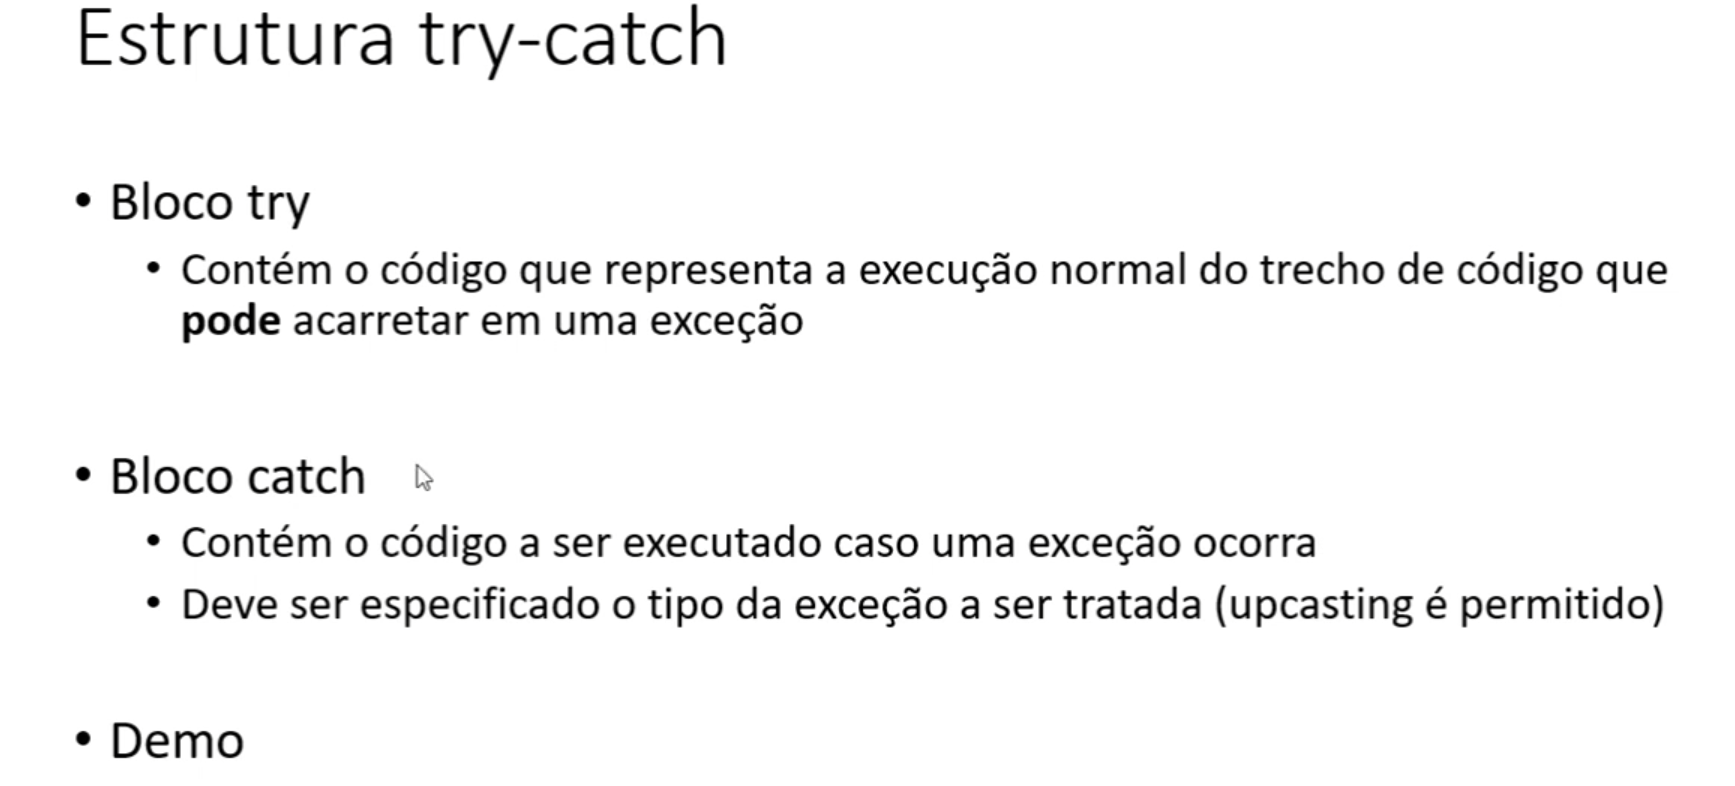 Estrutura try-catch
• Bloco try
• Contém o código que representa a execução normal do trecho de código que
pode acarretar em uma exceção
• Bloco catch
• Contém o código a ser executado caso uma exceção ocorra
• Deve ser especificado o tipo da exceção a ser tratada (upcasting é permitido)
• Demo